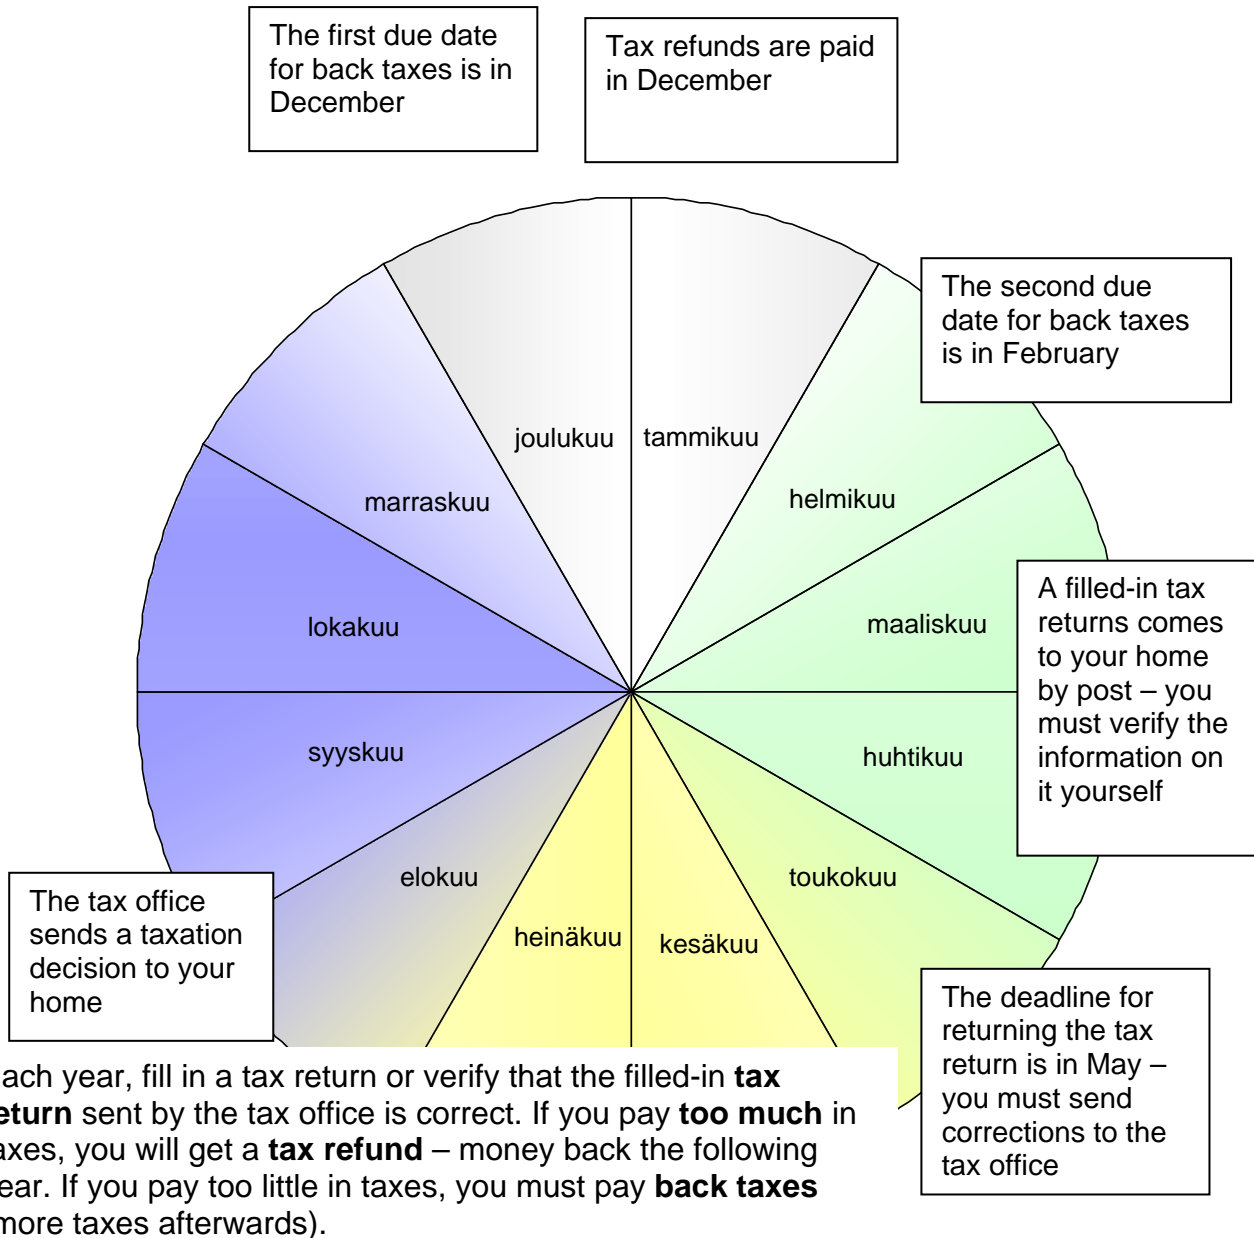 The first due date
for back taxes is in
December
Tax refunds are paid
in December
The second due
date for back taxes
is in February
joulukuu
tammikuu
marraskuu
helmikuu
lokakuu
maaliskuu
A filled-in tax
returns comes
to your home
by post – you
must verify the
information on
it yourself
syyskuu
huhtikuu
elokuu
toukokuu
heinäkuu
kesäkuu
The tax office
sends a taxation
decision to your
home
The deadline for
returning the tax
return is in May –
you must send
corrections to the
tax office
ach year, fill in a tax return or verify that the filled-in tax
eturn sent by the tax office is correct. If you pay too much in
axes, you will get a tax refund – money back the following
ear. If you pay too little in taxes, you must pay back taxes
more taxes afterwards).